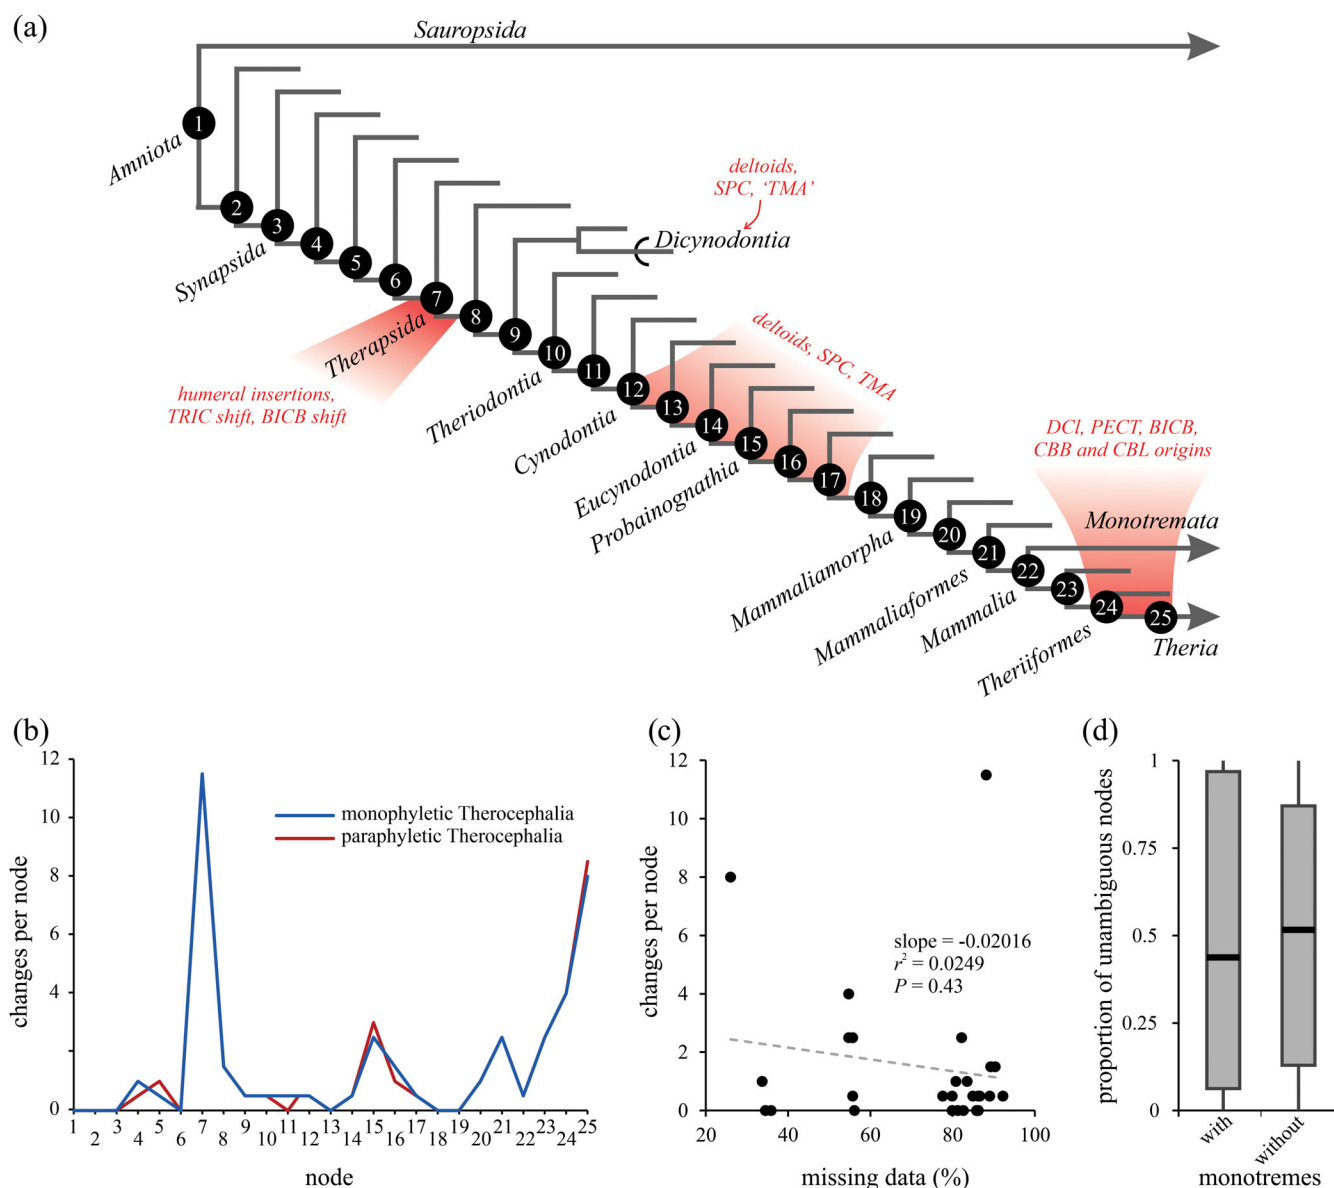 (a)
Sauropsida
1
Amniota
2
3
Synapsida
4
5
6
7
Therapsida
8
9
10
Theriodontia
11
12
Cynodontia
13
14
Eucynodontia
15
Probainognathia
16
17
18
19
Mammaliamorpha
20
21
Mammaliaformes
22
Mammalia
23
24
Theriiformes
25
Theria
Monotremata
deltoids,
SPC, ‘TMA’
Dicynodontia
humeral insertions,
TRIC shift, BICB shift
deltoids, SPC, TMA
DCl, PECT, BICB,
CBB and CBL origins
(b)
12
10
8
6
4
2
0
changes per node
monophyletic Therocephalia
paraphyletic Therocephalia
1 3 5 7 9 11 13 15 17 19 21 23 25
2 4 6 8 10 12 14 16 18 20 22 24
node
(c)
12
10
8
6
4
2
0
changes per node
slope = -0.02016
r² = 0.0249
P = 0.43
20 40 60 80 100
missing data (%)
(d)
1
0.75
0.5
0.25
0
proportion of unambiguous nodes
with
without
monotremes